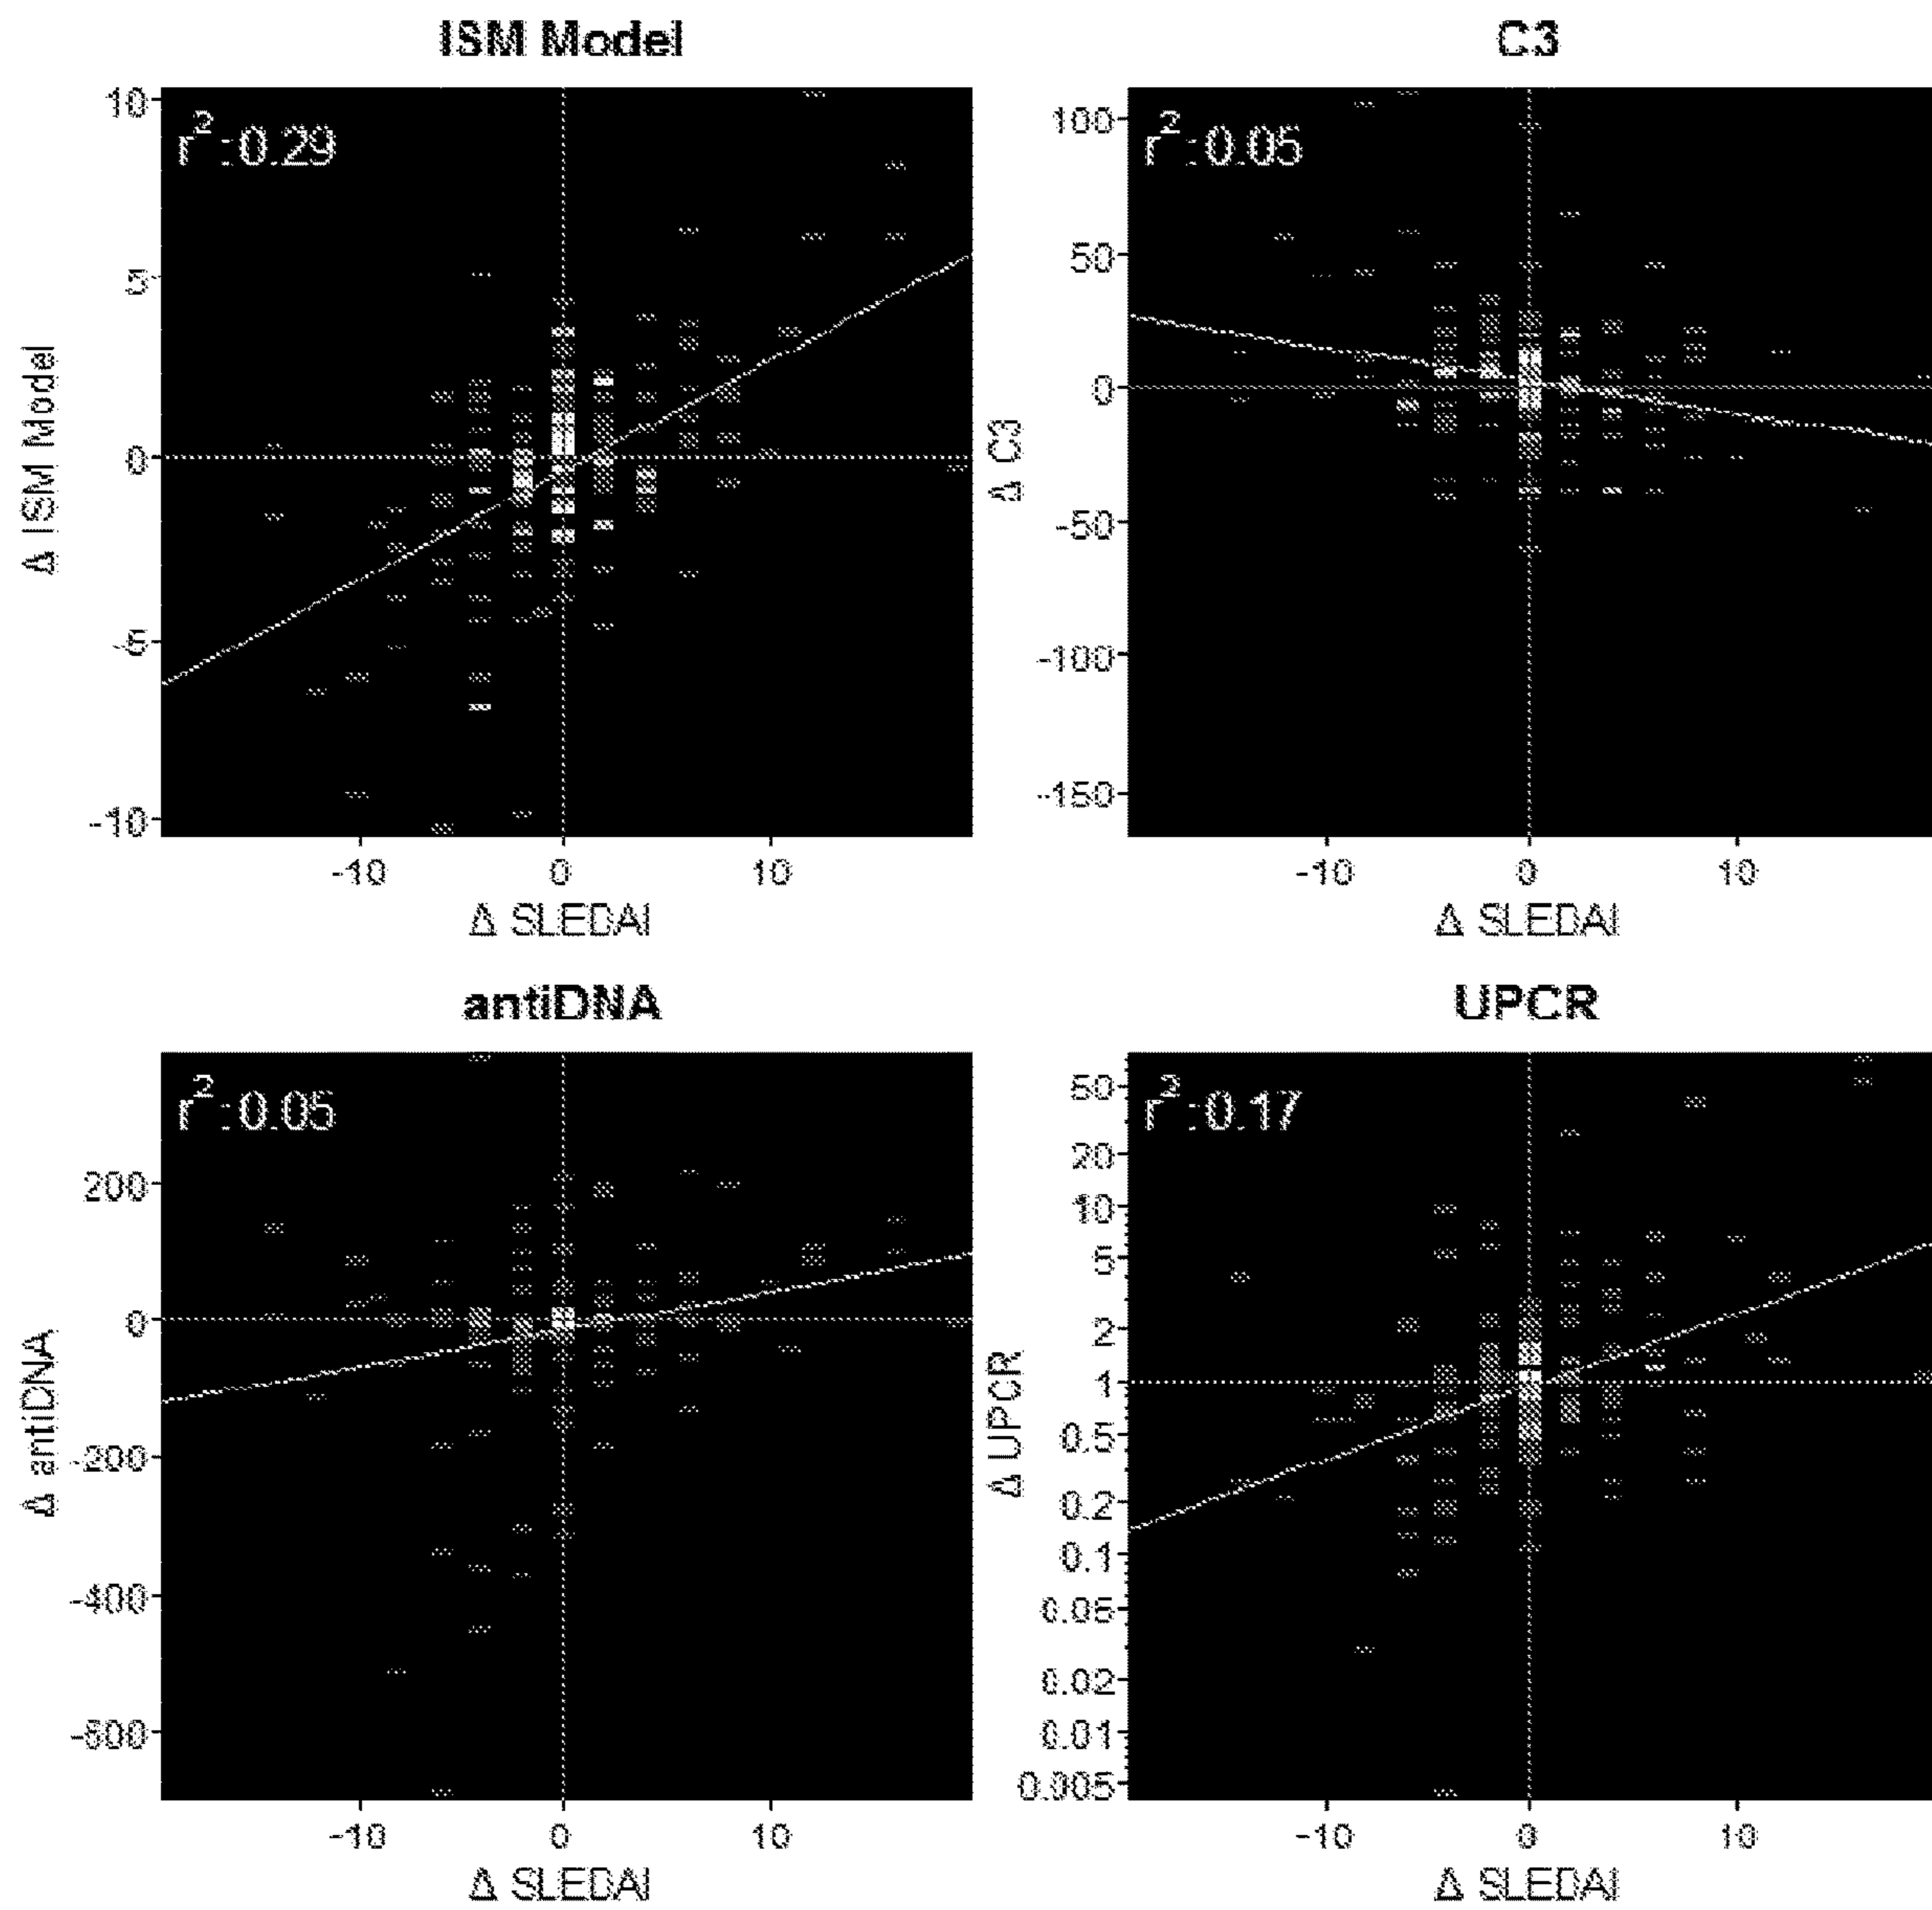 ISM Model
r²:0.29
Δ ISM Model
10
5
0
-5
-10
-10 0 10
Δ SLEDAI
C3
r²:0.05
Δ C3
100
50
0
-50
-100
-150
-10 0 10
Δ SLEDAI
antiDNA
r²:0.05
Δ antiDNA
200
0
-200
-400
-600
-10 0 10
Δ SLEDAI
UPCR
r²:0.17
Δ UPCR
50
20
10
5
2
1
0.5
0.2
0.1
0.05
0.02
0.01
0.005
-10 0 10
Δ SLEDAI